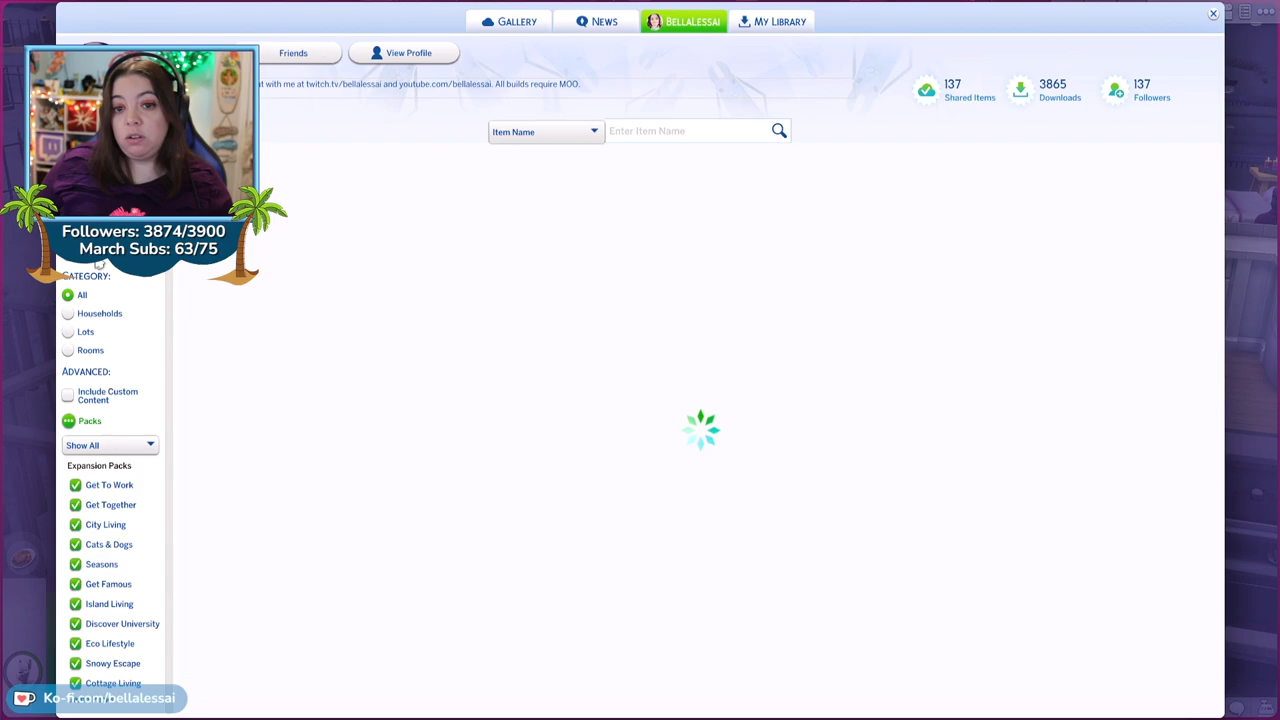 GALLERY
NEWS
BELLALESSAI
MY LIBRARY
Friends
View Profile
t with me at twitch.tv/bellalessai and youtube.com/bellalessai. All builds require MOO.
137
Shared Items
3865
Downloads
137
Followers
Item Name
Enter Item Name
Followers: 3874/3900
March Subs: 63/75
CATEGORY:
All
Households
Lots
Rooms
ADVANCED:
Include Custom
Content
Packs
Show All
Expansion Packs
Get To Work
Get Together
City Living
Cats & Dogs
Seasons
Get Famous
Island Living
Discover University
Eco Lifestyle
Snowy Escape
Cottage Living
Ko-fi.com/bellalessai